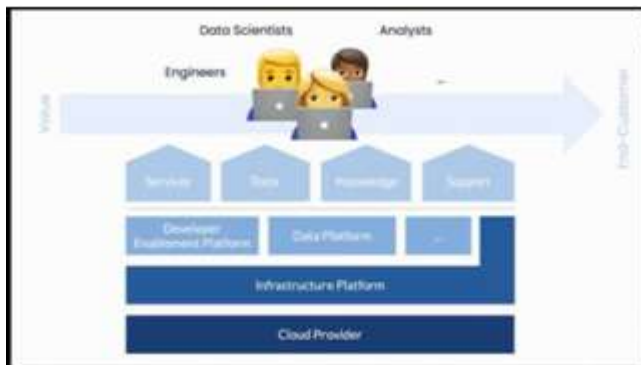 Data Scientists
Analysts
Engineers
...
Value
End-Customer
Services
Tools
Knowledge
Support
Developer
Enablement Platform
Data Platform
...
Infrastructure Platform
Cloud Provider